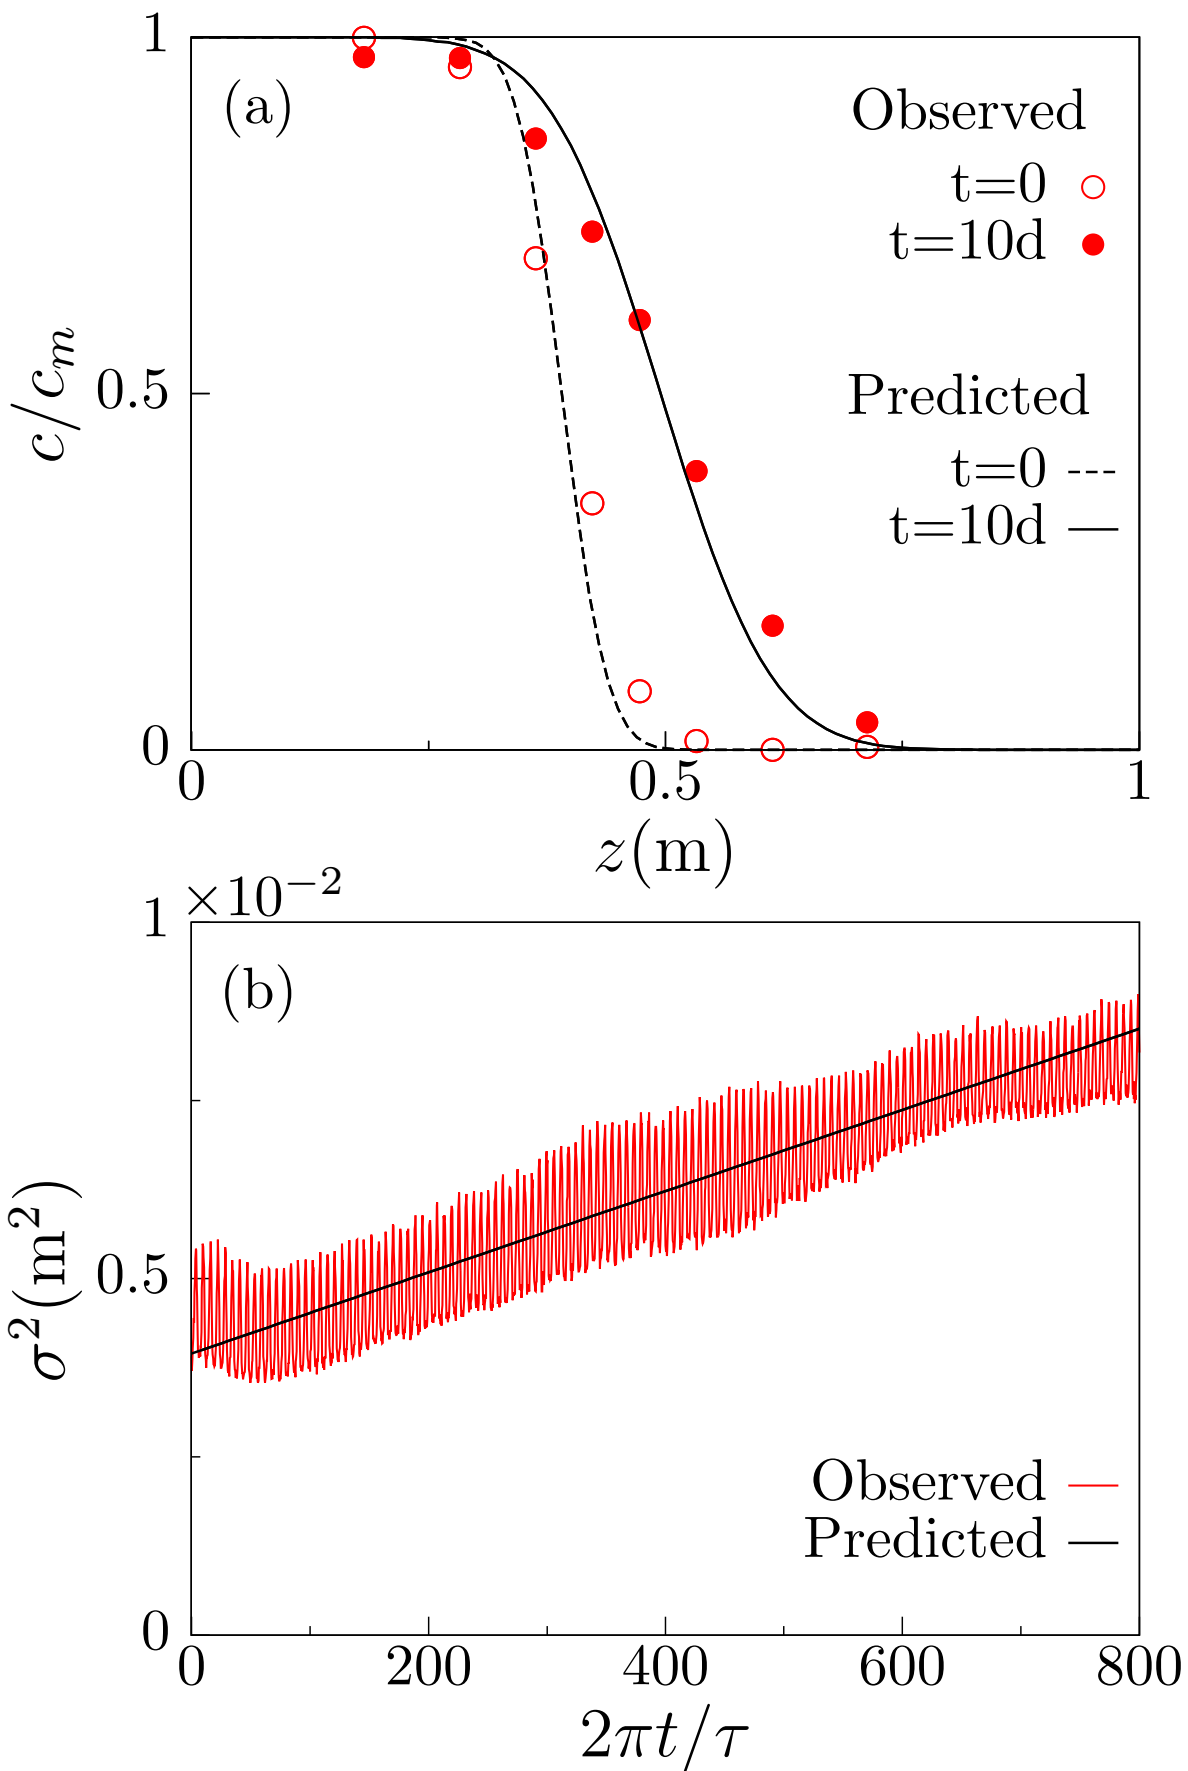 1
(a)
Observed
t=0
t=10d
c/cₘ
0.5
Predicted
t=0
t=10d
0
0 0.5 1
z(m)
×10⁻²
1
(b)
σ²(m²)
0.5
Observed
Predicted
0
0 200 400 600 800
2πt/τ